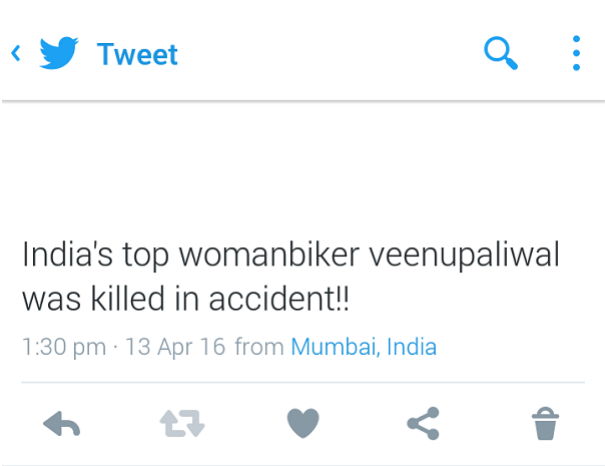 Tweet
India's top womanbiker veenupaliwal
was killed in accident!!
1:30 pm · 13 Apr 16 from Mumbai, India